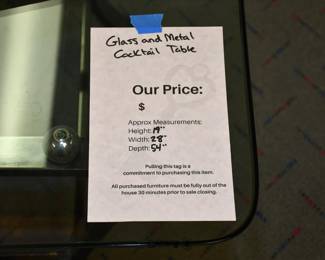 Glass and Metal
Cocktail Table
Our Price:
$
Approx Measurements:
Height: 19"
Width: 28"
Depth: 54"
Pulling this tag is a
commitment to purchasing this item.
All purchased furniture must be fully out of the
house 30 minutes prior to sale closing.